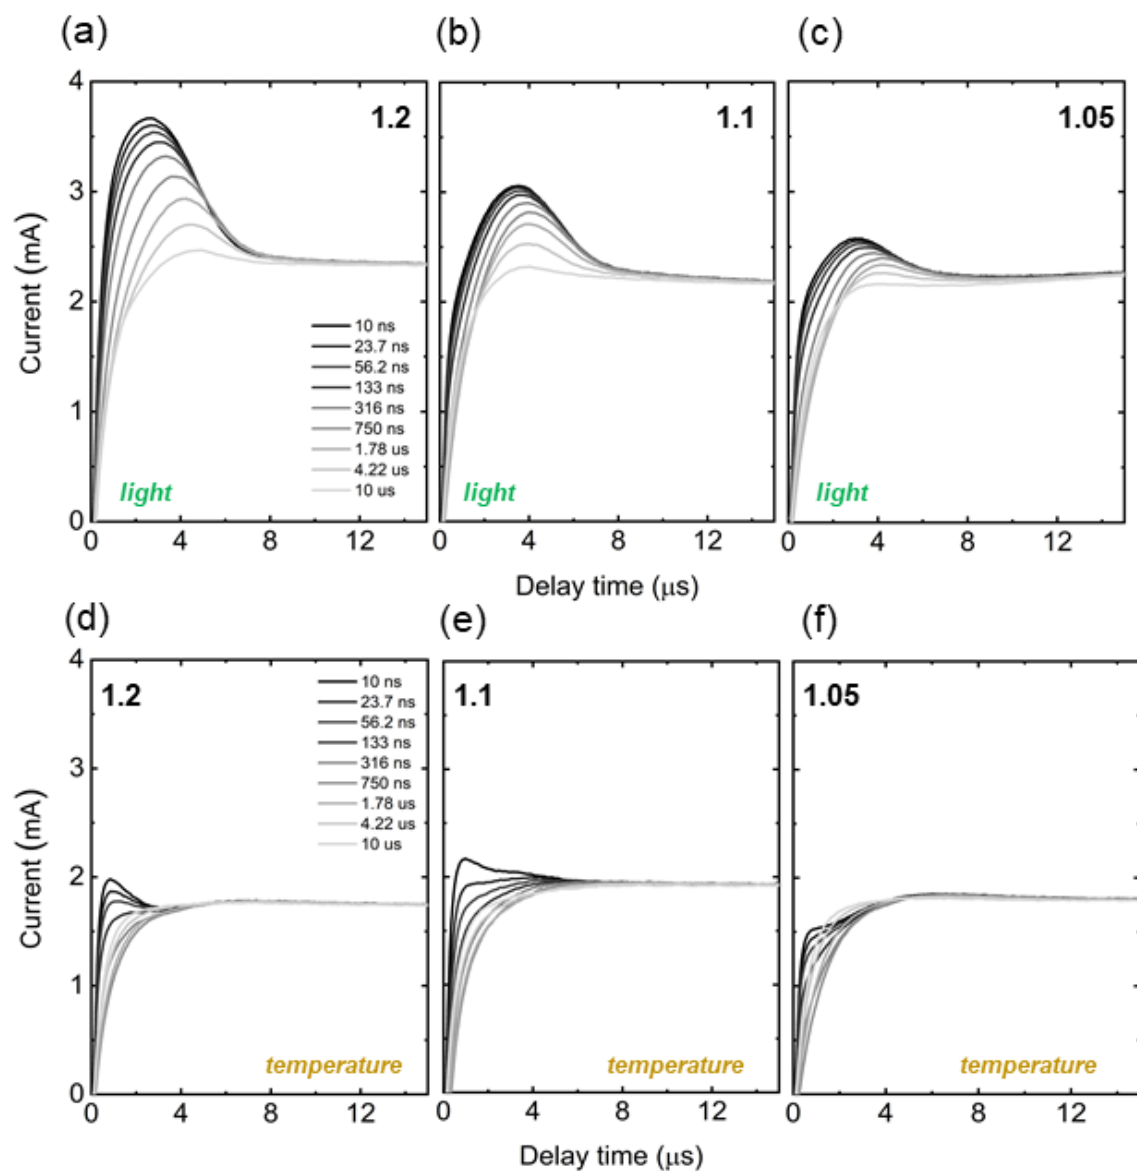 (a)
(b)
(c)
4
3
2
1
0
Current (mA)
1.2
1.1
1.05
10 ns
23.7 ns
56.2 ns
133 ns
316 ns
750 ns
1.78 us
4.22 us
10 us
light
light
light
0 4 8 12
0 4 8 12
0 4 8 12
Delay time (μs)
(d)
(e)
(f)
4
3
2
1
0
Current (mA)
1.2
1.1
1.05
10 ns
23.7 ns
56.2 ns
133 ns
316 ns
750 ns
1.78 us
4.22 us
10 us
temperature
temperature
temperature
0 4 8 12
0 4 8 12
0 4 8 12
Delay time (μs)